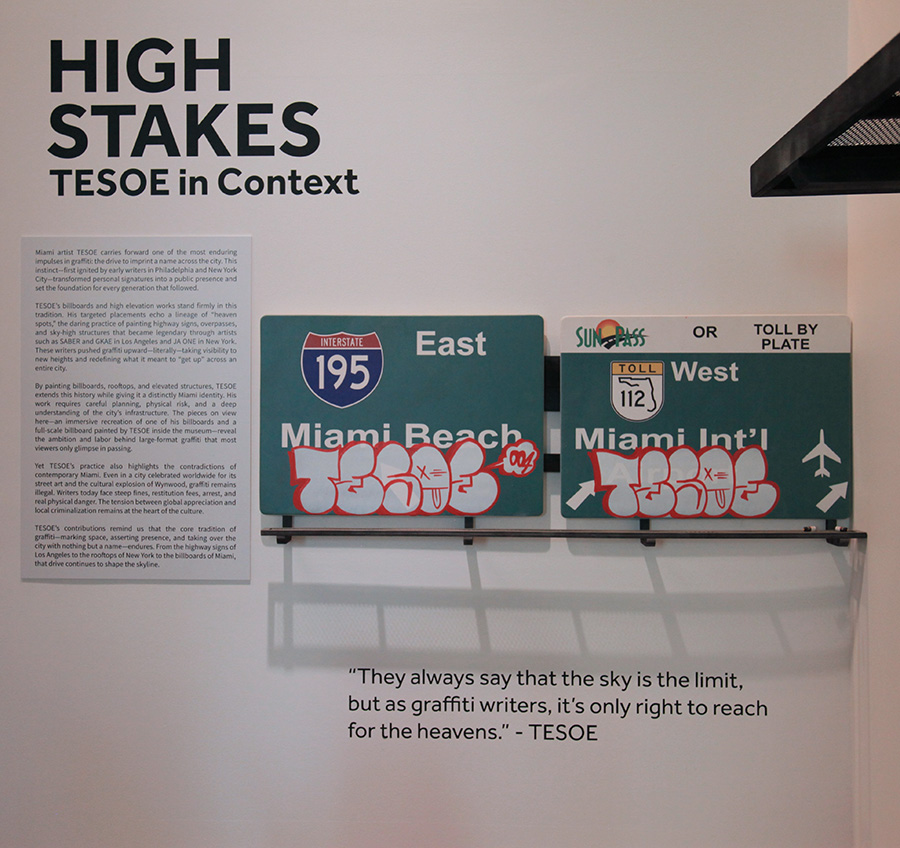 HIGH
STAKES
TESOE in Context
Miami artist TESOE carries forward one of the most enduring
impulses in graffiti: the drive to imprint a name across the city. This
instinct—first ignited by early writers in Philadelphia and New York
City—transformed personal signatures into a public presence and
set the foundation for every generation that followed.
TESOE's billboards and high elevation works stand firmly in this
tradition. His targeted placements echo a lineage of "heaven
spots," the daring practice of painting highway signs, overpasses,
and sky-high structures that became legendary through artists
such as SABER and GKAE in Los Angeles and JA ONE in New York.
These writers pushed graffiti upward—literally—taking visibility to
new heights and redefining what it meant to "get up" across an
entire city.
By painting billboards, rooftops, and elevated structures, TESOE
extends this history while giving it a distinctly Miami identity. His
work requires careful planning, physical risk, and a deep
understanding of the city's infrastructure. The pieces on view
here—an immersive recreation of one of his billboards and a
full-scale billboard painted by TESOE inside the museum—reveal
the ambition and labor behind large-format graffiti that most
viewers only glimpse in passing.
Yet TESOE's practice also highlights the contradictions of
contemporary Miami. Even in a city celebrated worldwide for its
street art and the cultural explosion of Wynwood, graffiti remains
illegal. Writers today face steep fines, restitution fees, arrest, and
real physical danger. The tension between global appreciation and
local criminalization remains at the heart of the culture.
TESOE's contributions remind us that the core tradition of
graffiti—marking space, asserting presence, and taking over the
city with nothing but a name—endures. From the highway signs of
Los Angeles to the rooftops of New York to the billboards of Miami,
that drive continues to shape the skyline.
INTERSTATE
195
East
Miami Beach
TESOE
SUN PASS
OR
TOLL BY
PLATE
TOLL
112
West
Miami Int'l
Airport
TESOE
"They always say that the sky is the limit,
but as graffiti writers, it's only right to reach
for the heavens." - TESOE